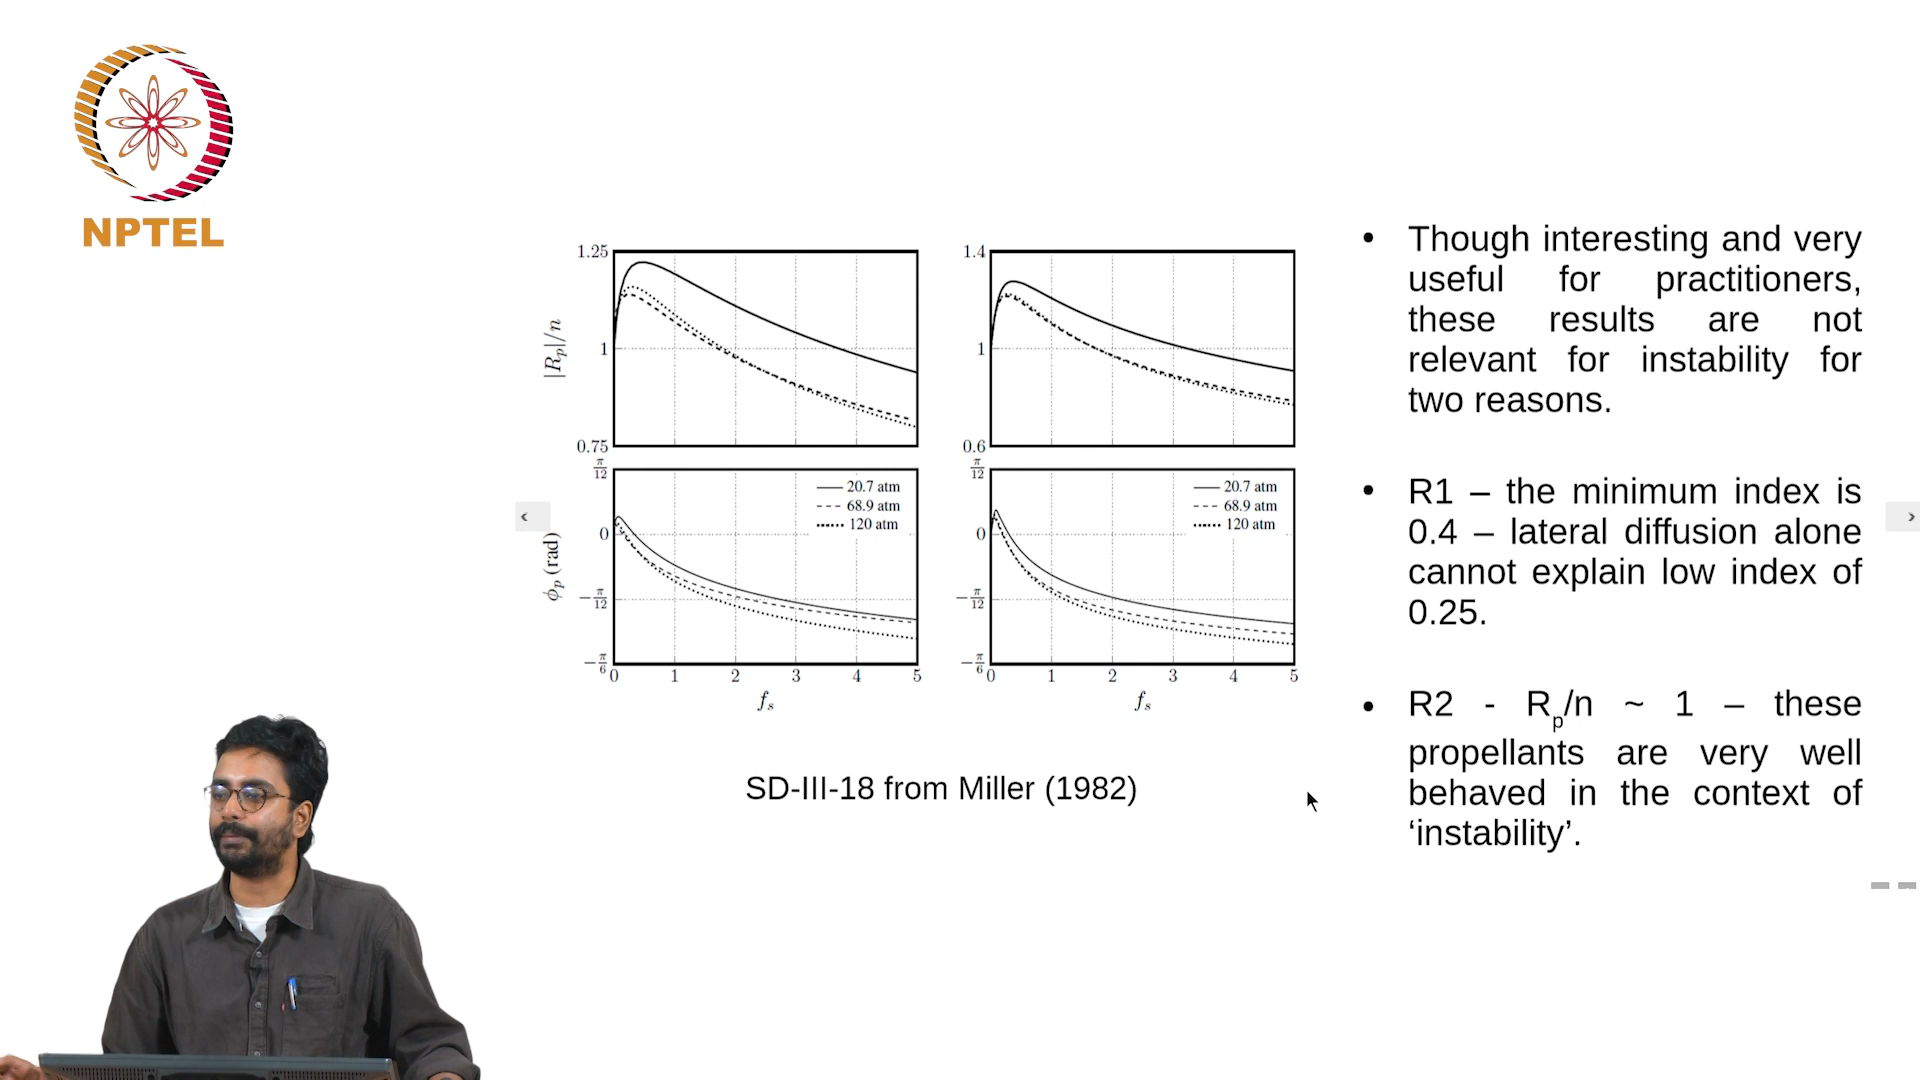 NPTEL
1.25
1
0.75
|R_p|/n
1.4
1
0.6
π/12
0
−π/12
−π/6
ϕ_p (rad)
20.7 atm
68.9 atm
120 atm
0 1 2 3 4 5
f_s
π/12
0
−π/12
−π/6
20.7 atm
68.9 atm
120 atm
0 1 2 3 4 5
f_s
SD-III-18 from Miller (1982)
• Though interesting and very
useful for practitioners,
these results are not
relevant for instability for
two reasons.
• R1 – the minimum index is
0.4 – lateral diffusion alone
cannot explain low index of
0.25.
• R2 - R_p/n ~ 1 – these
propellants are very well
behaved in the context of
‘instability’.